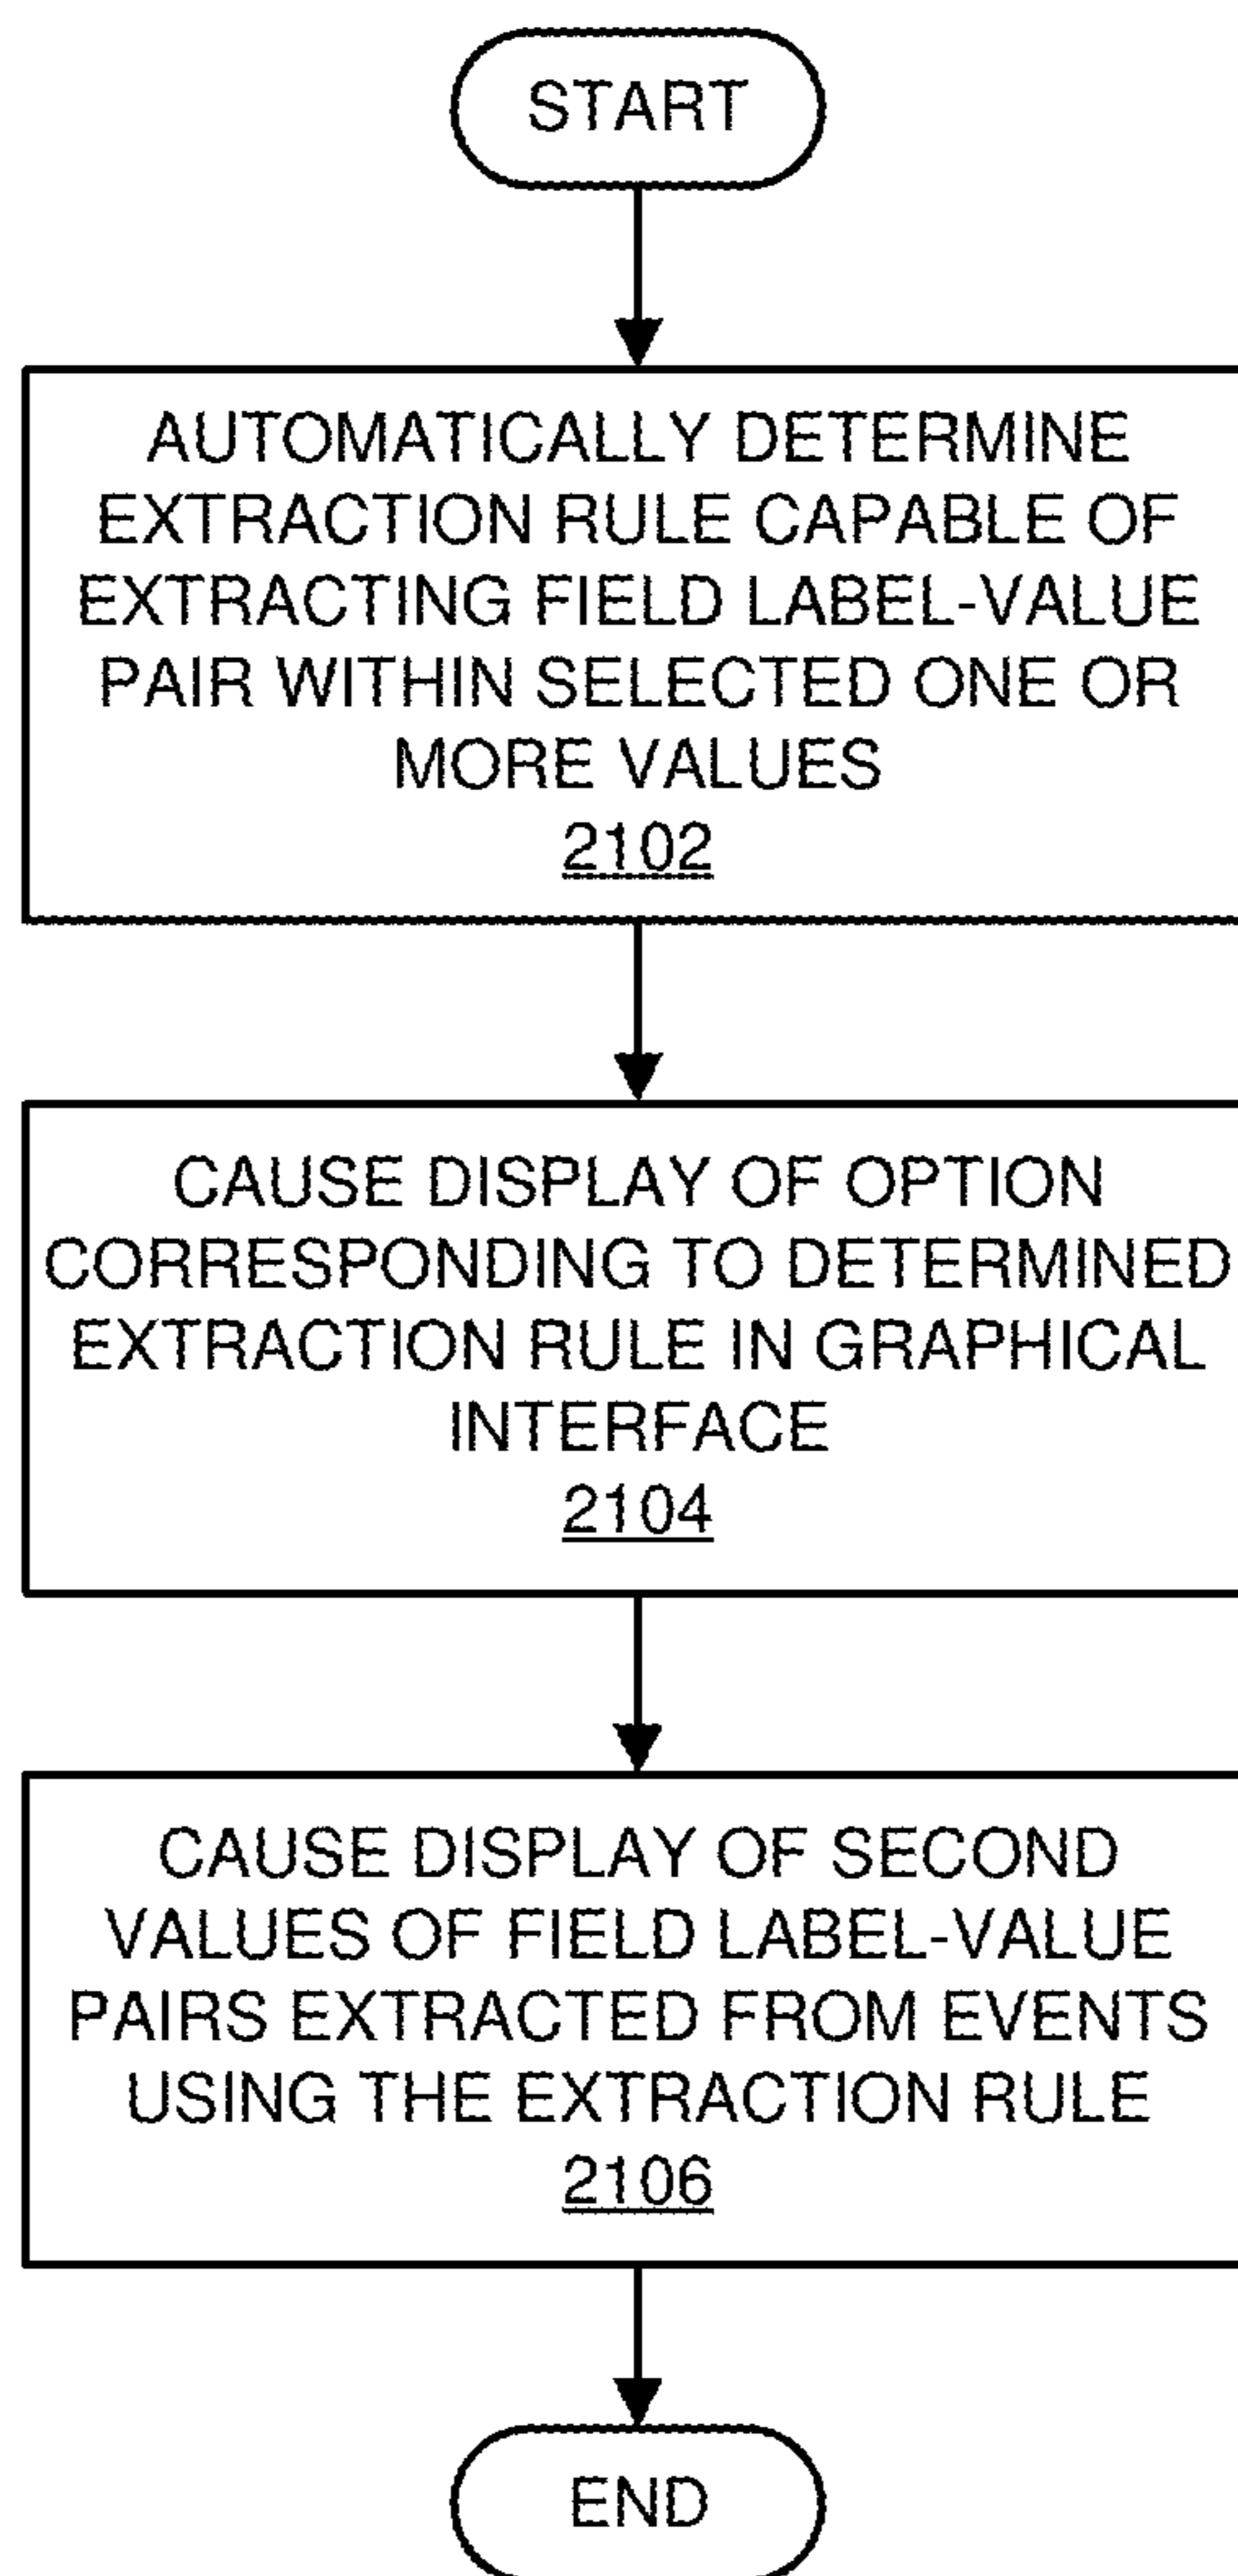 START
AUTOMATICALLY DETERMINE
EXTRACTION RULE CAPABLE OF
EXTRACTING FIELD LABEL-VALUE
PAIR WITHIN SELECTED ONE OR
MORE VALUES
2102
CAUSE DISPLAY OF OPTION
CORRESPONDING TO DETERMINED
EXTRACTION RULE IN GRAPHICAL
INTERFACE
2104
CAUSE DISPLAY OF SECOND
VALUES OF FIELD LABEL-VALUE
PAIRS EXTRACTED FROM EVENTS
USING THE EXTRACTION RULE
2106
END